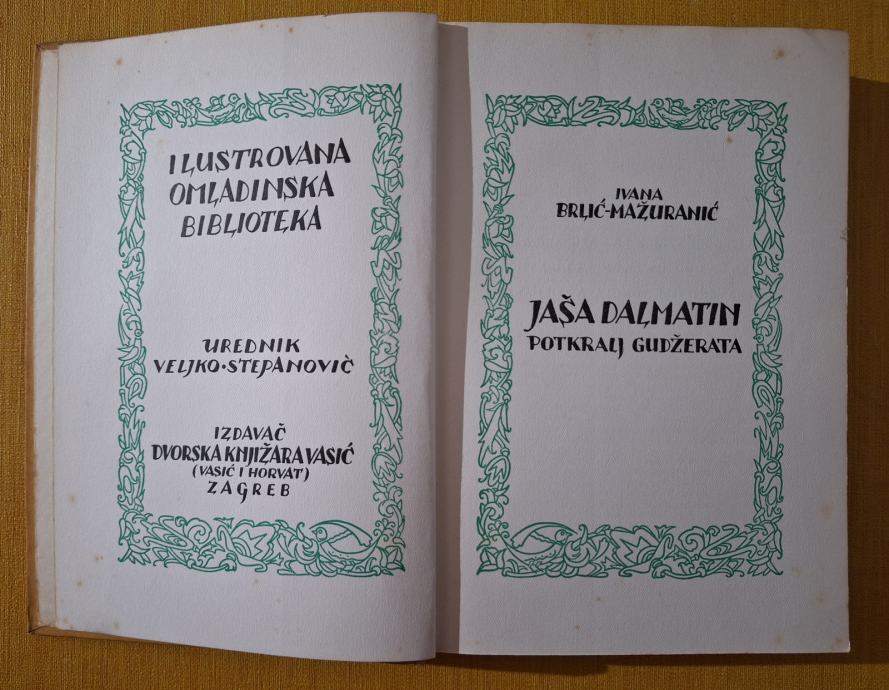 ILUSTROVANA
OMLADINSKA
BIBLIOTEKA
UREDNIK
VELJKO·STEPANOVIČ
IZDAVAČ
DVORSKA KNJIŽARA VASIĆ
(VASIĆ I HORVAT)
ZAGREB
IVANA
BRLIĆ-MAŽURANIĆ
JAŠA DALMATIN
POTKRALJ GUDŽERATA